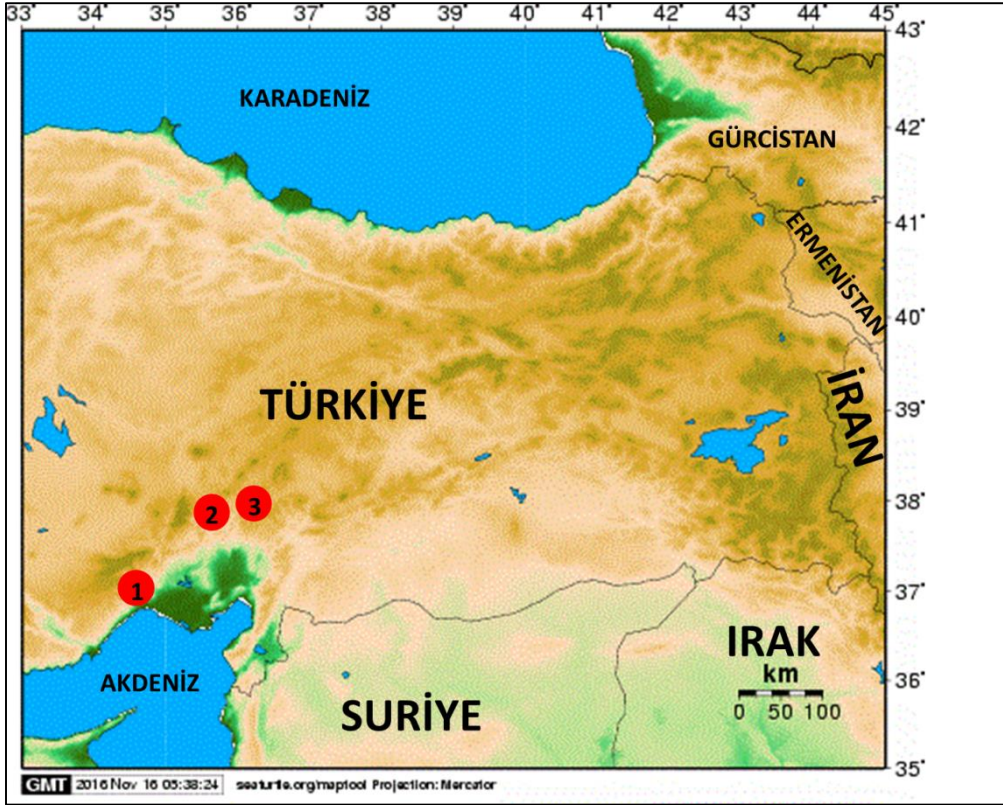 33° 34° 35° 36° 37° 38° 39° 40° 41° 42° 43° 44° 45°
43°
KARADENİZ
42°
GÜRCİSTAN
41°
ERMENİSTAN
40°
İRAN
TÜRKİYE
39°
38°
2 3
1
37°
IRAK
km
0 50 100
AKDENİZ
36°
SURİYE
35°
GMT 2016 Nov 16 05:38:24 seaturtle.org/maptool Projection: Mercator